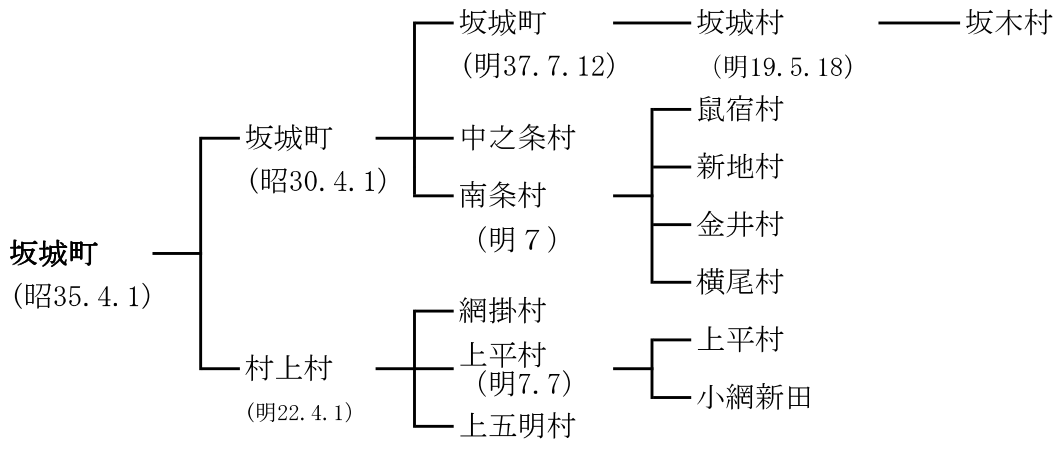 坂城町
(昭35.4.1)
坂城町
(昭30.4.1)
坂城町
(明37.7.12)
坂城村
(明19.5.18)
坂木村
中之条村
南条村
(明７)
鼠宿村
新地村
金井村
横尾村
村上村
(明22.4.1)
網掛村
上平村
(明7.7)
上平村
小網新田
上五明村